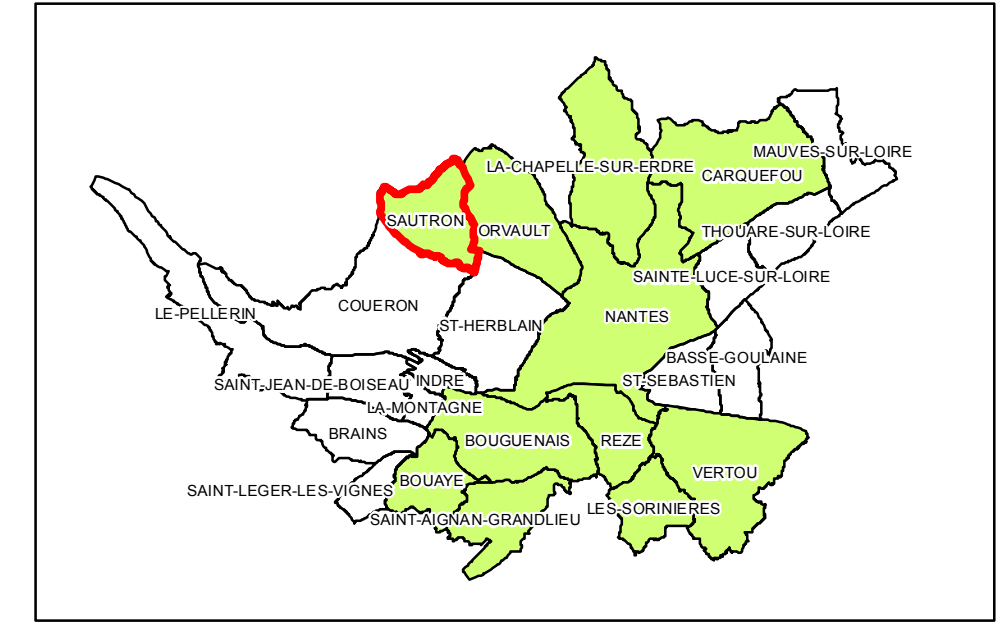 MAUVES-SUR-LOIRE
LA-CHAPELLE-SUR-ERDRE
CARQUEFOU
SAUTRON
ORVAULT
THOUARE-SUR-LOIRE
SAINTE-LUCE-SUR-LOIRE
COUERON
LE-PELLERIN
NANTES
ST-HERBLAIN
BASSE-GOULAINE
SAINT-JEAN-DE-BOISEAU
INDRE
ST-SEBASTIEN
LA-MONTAGNE
BRAINS
BOUGUENAIS
REZE
VERTOU
BOUAYE
SAINT-LEGER-LES-VIGNES
LES-SORINIERES
SAINT-AIGNAN-GRANDLIEU